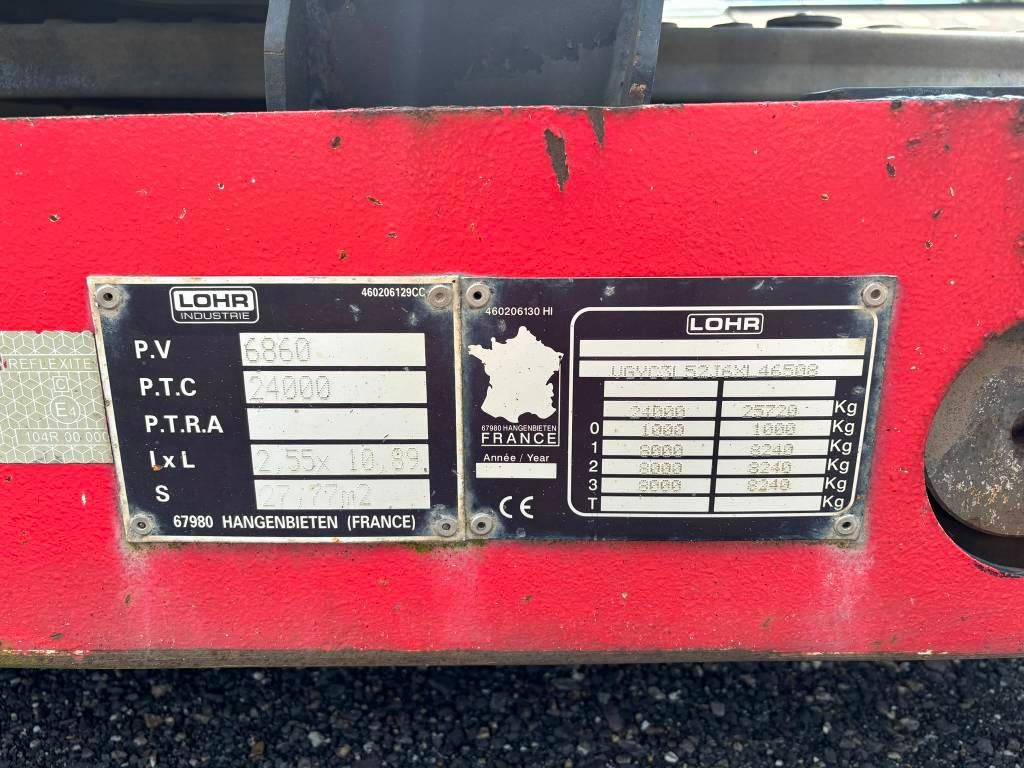 REFLEXITE
E4
104R 00 000
LOHR
INDUSTRIE
460206129CC
P.V 6860
P.T.C 24000
P.T.R.A
l x L 2,55x 10,89
S 27,77m2
67980 HANGENBIETEN (FRANCE)
460206130 HI
67980 HANGENBIETEN
FRANCE
Année / Year
CE
LOHR
24000 25720 Kg
0 1000 1000 Kg
1 8000 8240 Kg
2 8000 8240 Kg
3 8000 8240 Kg
T Kg